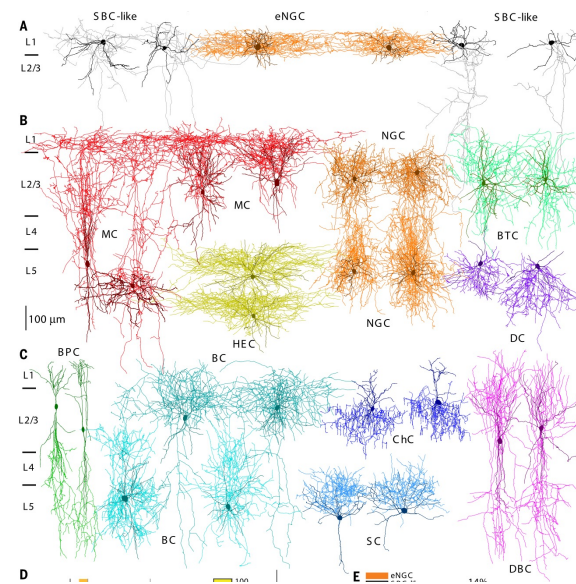 SBC-like eNGC SBC-like
A
L1
L2/3
B
NGC
L1
L2/3
MC
MC
BTC
L4
L5
100 µm
NGC
HEC
DC
C
BPC
BC
L1
L2/3
ChC
L4
L5
BC
SC
DBC
D
100
E
eNGC
14%